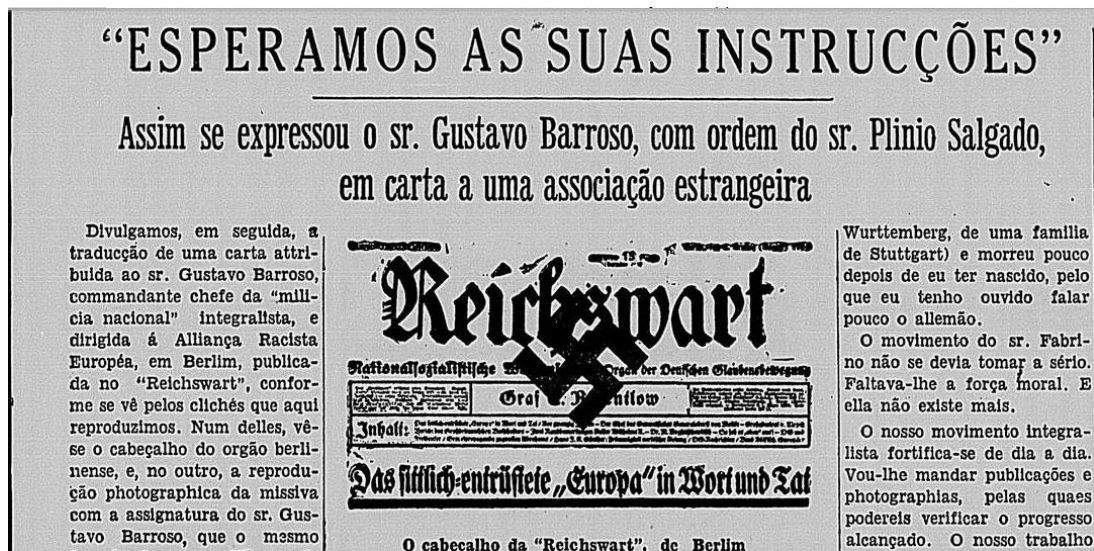 “ESPERAMOS AS SUAS INSTRUCÇÕES”
Assim se expressou o sr. Gustavo Barroso, com ordem do sr. Plinio Salgado,
em carta a uma associação estrangeira
Divulgamos, em seguida, a
traducção de uma carta attri-
buida ao sr. Gustavo Barroso,
commandante chefe da "mili-
cia nacional" integralista, e
dirigida á Alliança Racista
Européa, em Berlim, publica-
da no "Reichswart", confor-
me se vê pelos clichés que aqui
reproduzimos. Num delles, vê-
se o cabeçalho do orgão berli-
nense, e, no outro, a reprodu-
ção photographica da missiva
com a assignatura do sr. Gus-
tavo Barroso, que o mesmo
Reichswart
Nationalsozialistische Organ der Deutschen Glaubensbewegung
Graf
Inhalt:
Das sittlich-entrüstete „Europa“ in Wort und Tat
O cabeçalho da "Reichswart", de Berlim
Wurttemberg, de uma familia
de Stuttgart) e morreu pouco
depois de eu ter nascido, pelo
que eu tenho ouvido falar
pouco o allemão.
O movimento do sr. Fabri-
no não se devia tomar a sério.
Faltava-lhe a força moral. E
ella não existe mais.
O nosso movimento integra-
lista fortifica-se de dia a dia.
Vou-lhe mandar publicações e
photographias, pelas quaes
podereis verificar o progresso
alcançado. O nosso trabalho